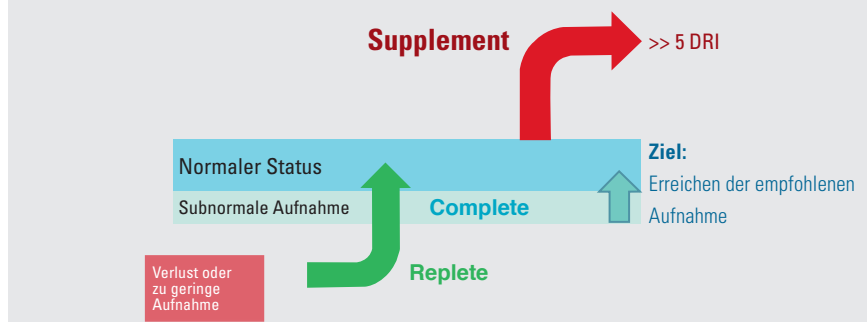 Supplement
>> 5 DRI
Normaler Status
Ziel:
Erreichen der empfohlenen
Aufnahme
Subnormale Aufnahme
Complete
Replete
Verlust oder
zu geringe
Aufnahme